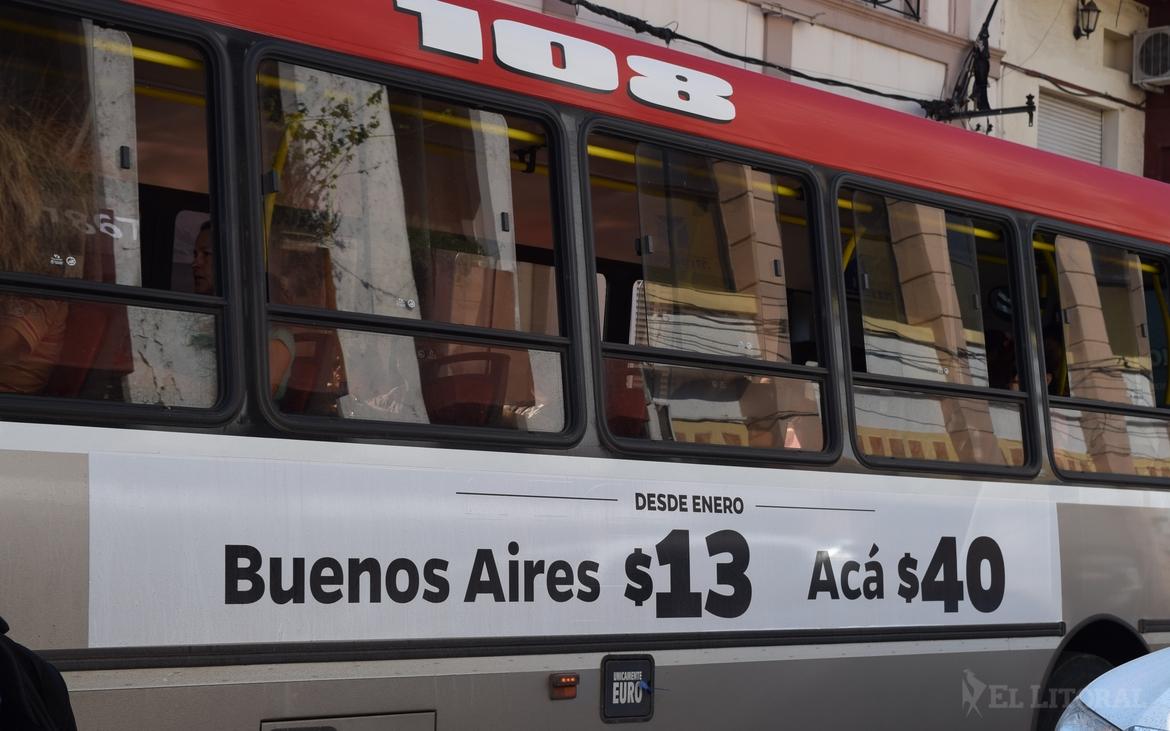 108
DESDE ENERO
Buenos Aires $13 Acá $40
UNICAMENTE
EURO
EL LITORAL